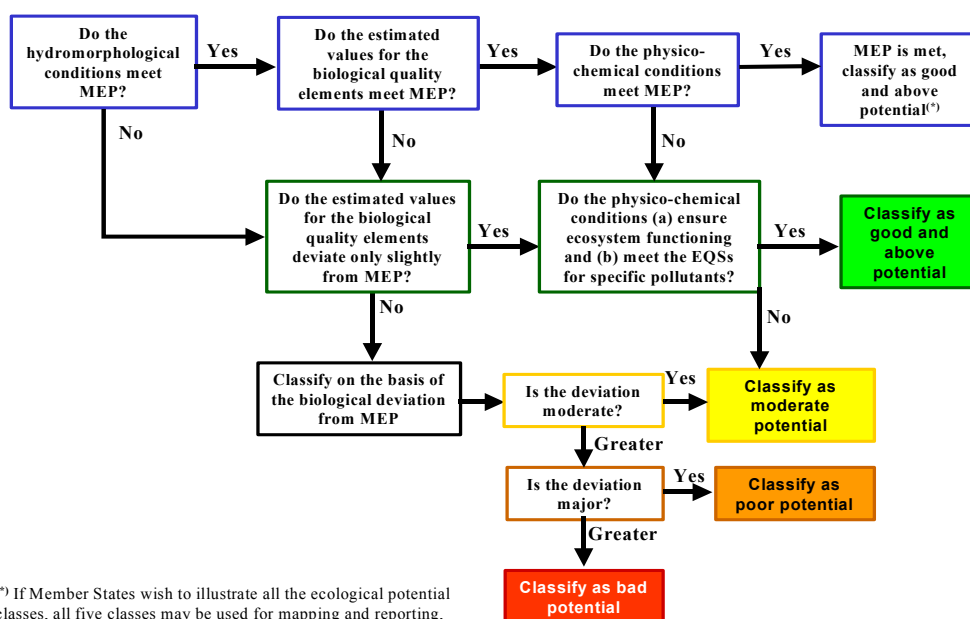 Do the
hydromorphological
conditions meet
MEP?
Yes
Do the estimated
values for the
biological quality
elements meet MEP?
Yes
Do the physico-
chemical conditions
meet MEP?
Yes
MEP is met,
classify as good
and above
potential(*)
No
No
No
Do the estimated values
for the biological
quality elements
deviate only slightly
from MEP?
Yes
Do the physico-chemical
conditions (a) ensure
ecosystem functioning
and (b) meet the EQSs
for specific pollutants?
Yes
Classify as
good and
above
potential
No
No
Classify on the basis of
the biological deviation
from MEP
Is the deviation
moderate?
Yes
Classify as
moderate
potential
Greater
Is the deviation
major?
Yes
Classify as
poor potential
Greater
Classify as bad
potential
*) If Member States wish to illustrate all the ecological potential
classes, all five classes may be used for mapping and reporting.